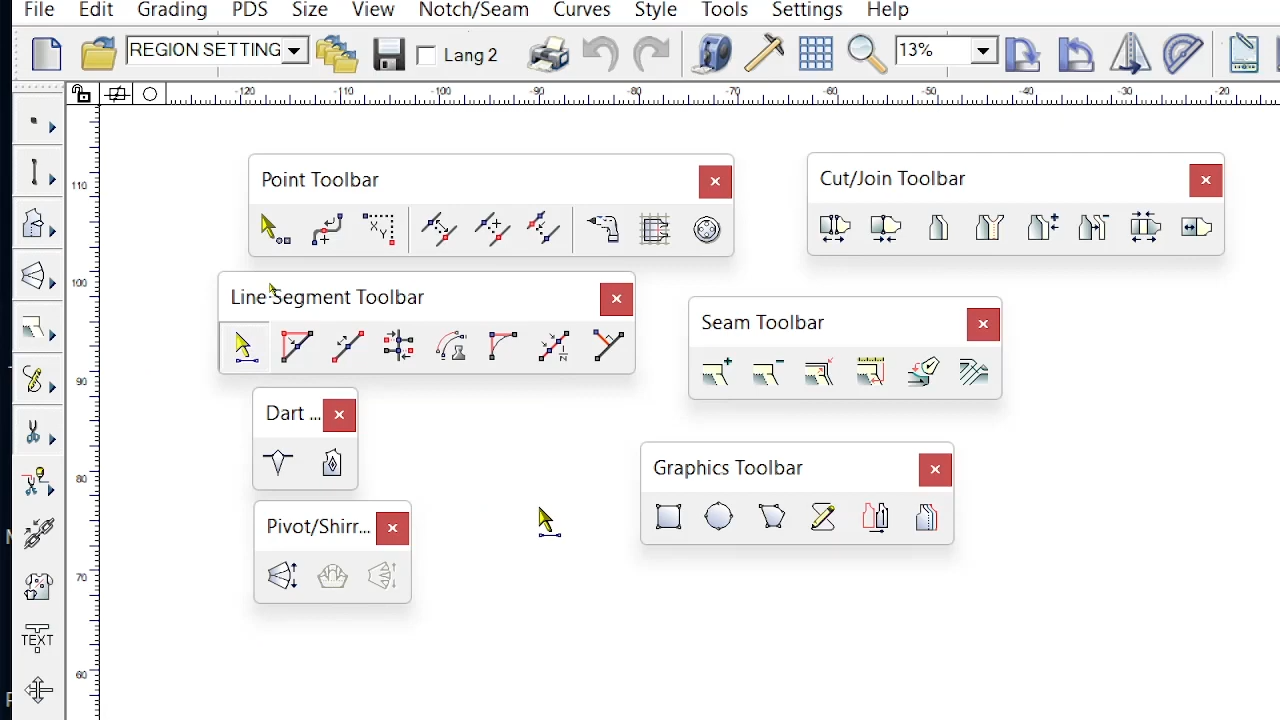 File Edit Grading PDS Size View Notch/Seam Curves Style Tools Settings Help
REGION SETTING Lang 2 13%
-120 -110 -100 -90 -80 -70 -60 -50 -40 -30 -20
110
100
90
80
70
60
Point Toolbar
Cut/Join Toolbar
Line Segment Toolbar
Seam Toolbar
Dart ...
Graphics Toolbar
Pivot/Shirr...
TEXT